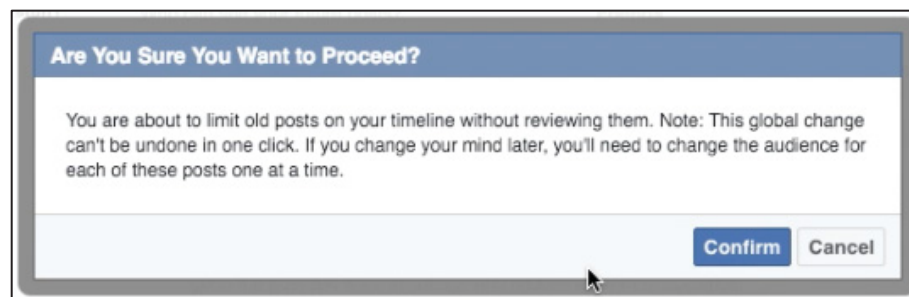 Are You Sure You Want to Proceed?
You are about to limit old posts on your timeline without reviewing them. Note: This global change
can't be undone in one click. If you change your mind later, you'll need to change the audience for
each of these posts one at a time.
Confirm Cancel